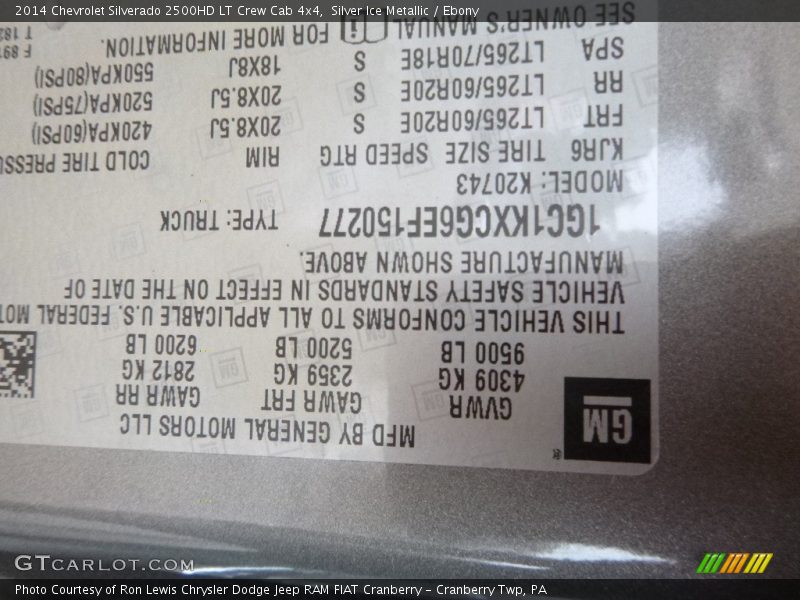 2014 Chevrolet Silverado 2500HD LT Crew Cab 4x4, Silver Ice Metallic / Ebony
GM ®
MFD BY GENERAL MOTORS LLC
GVWR GAWR FRT GAWR RR
4309 KG 2359 KG 2812 KG
9500 LB 5200 LB 6200 LB
THIS VEHICLE CONFORMS TO ALL APPLICABLE U.S. FEDERAL MOT
VEHICLE SAFETY STANDARDS IN EFFECT ON THE DATE OF
MANUFACTURE SHOWN ABOVE.
1GC1KXCG6EF150277 TYPE: TRUCK
MODEL: K20743
KJR6 TIRE SIZE SPEED RTG RIM COLD TIRE PRESSU
FRT LT265/60R20E S 20X8.5J 420KPA(60PSI)
RR LT265/60R20E S 20X8.5J 520KPA(75PSI)
SPA LT265/70R18E S 18X8J 550KPA(80PSI)
SEE OWNER'S MANUAL FOR MORE INFORMATION.
GTCARLOT.COM
Photo Courtesy of Ron Lewis Chrysler Dodge Jeep RAM FIAT Cranberry - Cranberry Twp, PA